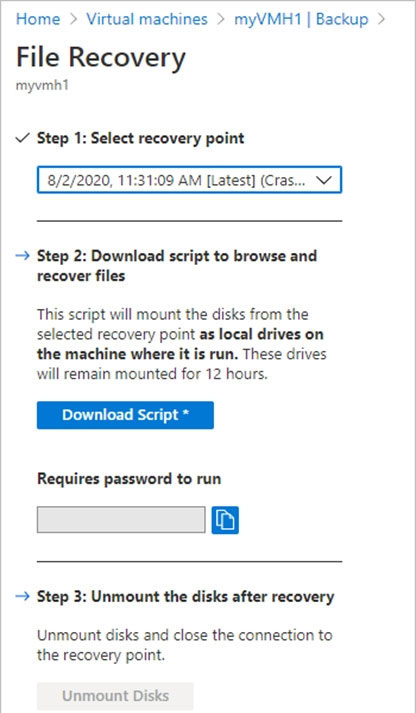 Home > Virtual machines > myVMH1 | Backup >
File Recovery
myvmh1
Step 1: Select recovery point
8/2/2020, 11:31:09 AM [Latest] (Cras...
Step 2: Download script to browse and
recover files
This script will mount the disks from the
selected recovery point as local drives on
the machine where it is run. These drives
will remain mounted for 12 hours.
Download Script *
Requires password to run
Step 3: Unmount the disks after recovery
Unmount disks and close the connection to
the recovery point.
Unmount Disks